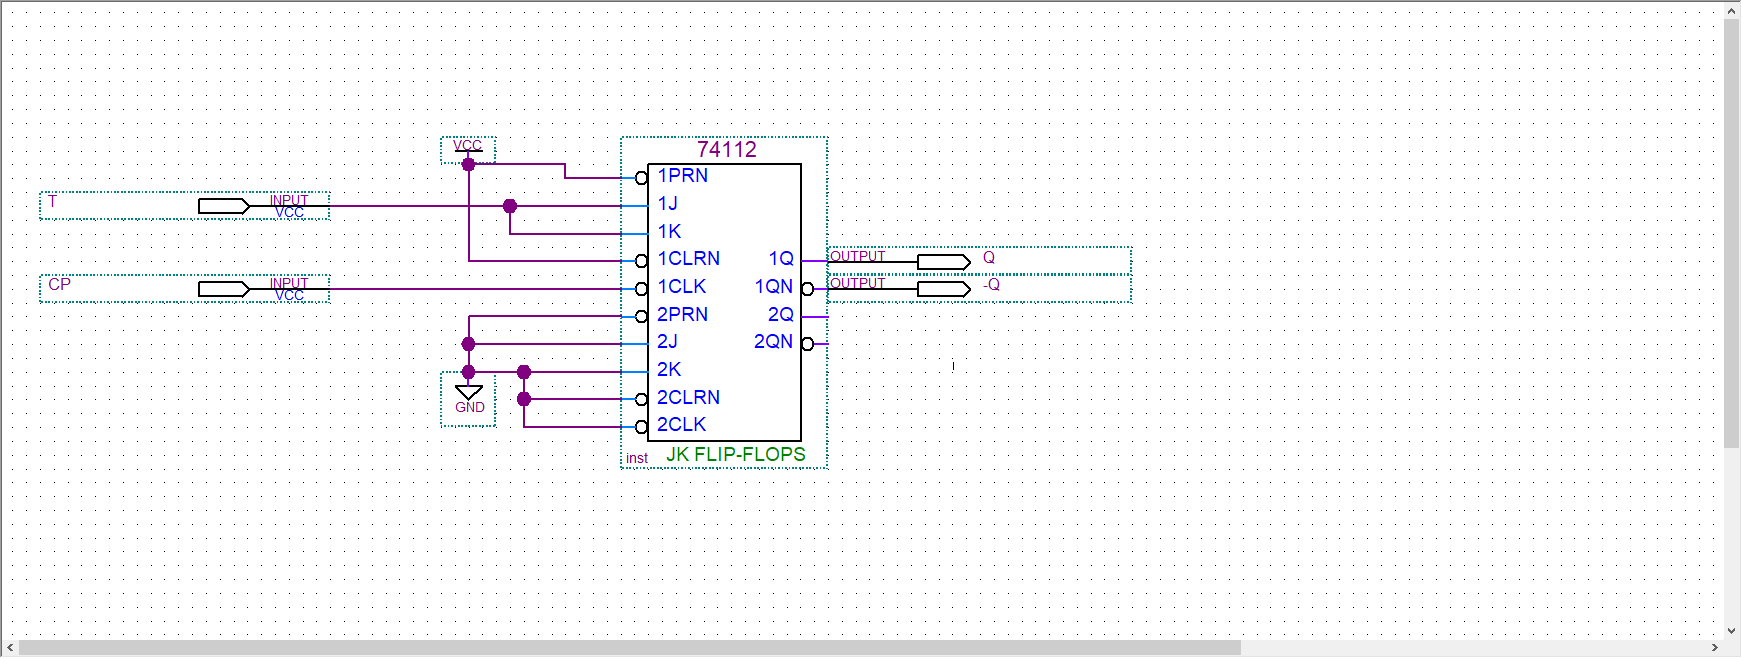 VCC
74112
T
INPUT
VCC
CP
INPUT
VCC
GND
1PRN
1J
1K
1CLRN
1CLK
2PRN
2J
2K
2CLRN
2CLK
1Q
1QN
2Q
2QN
OUTPUT
Q
OUTPUT
-Q
inst
JK FLIP-FLOPS